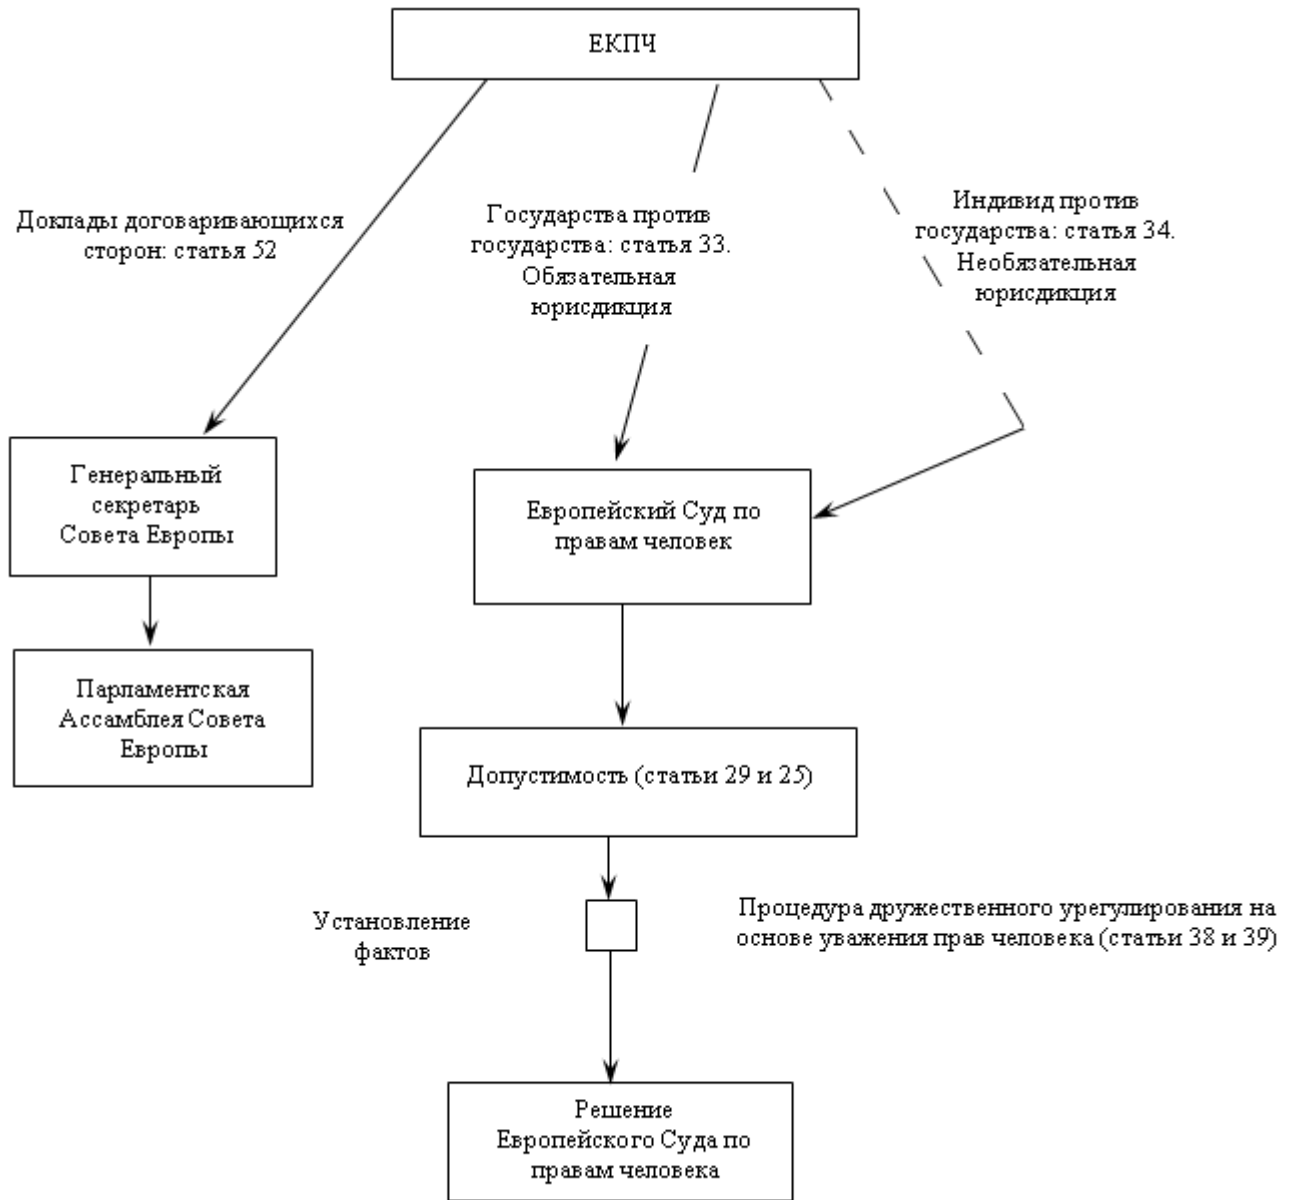 ЕКПЧ
Доклады договаривающихся
сторон: статья 52
Государства против
государства: статья 33.
Обязательная
юрисдикция
Индивид против
государства: статья 34.
Необязательная
юрисдикция
Генеральный
секретарь
Совета Европы
Европейский Суд по
правам человек
Парламентская
Ассамблея Совета
Европы
Допустимость (статьи 29 и 25)
Установление
фактов
Процедура дружественного урегулирования на
основе уважения прав человека (статьи 38 и 39)
Решение
Европейского Суда по
правам человека